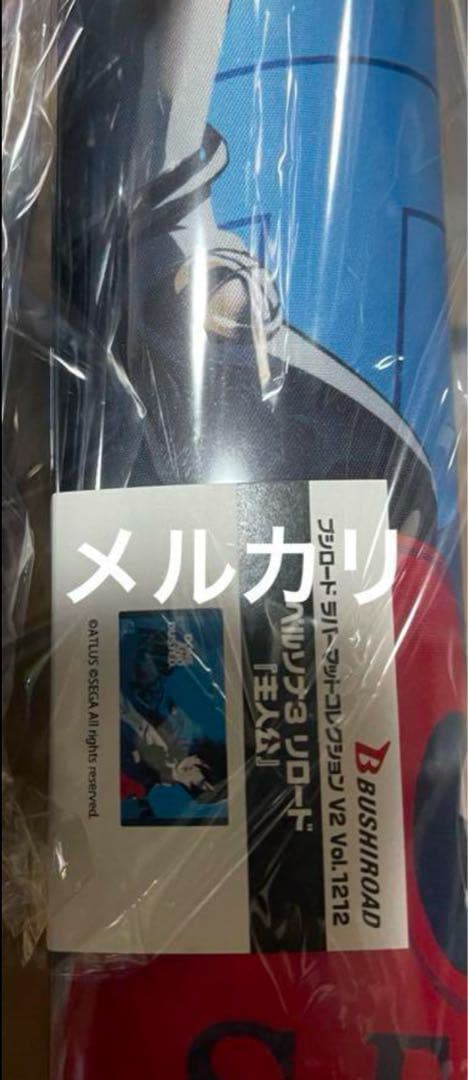 メルカリ
BUSHIROAD
ブシロード ラバーマットコレクション V2 Vol.1212
ペルソナ3 リロード
『主人公』
©ATLUS ©SEGA All rights reserved.